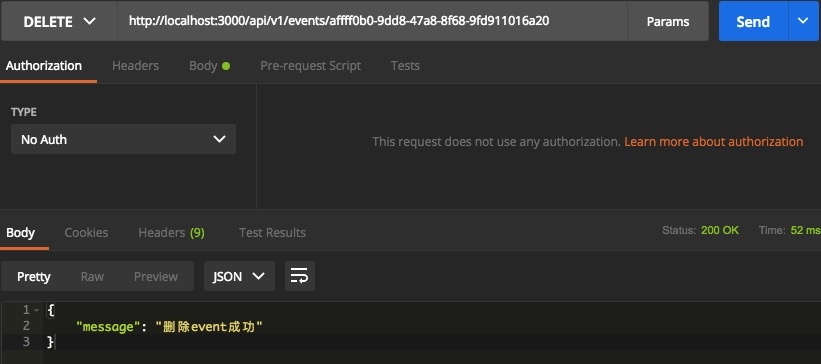 DELETE http://localhost:3000/api/v1/events/affff0b0-9dd8-47a8-8f68-9fd911016a20 Params Send
Authorization Headers Body Pre-request Script Tests
TYPE
No Auth
This request does not use any authorization. Learn more about authorization
Body Cookies Headers (9) Test Results Status: 200 OK Time: 52 ms
Pretty Raw Preview JSON
1 {
2 "message": "删除event成功"
3 }